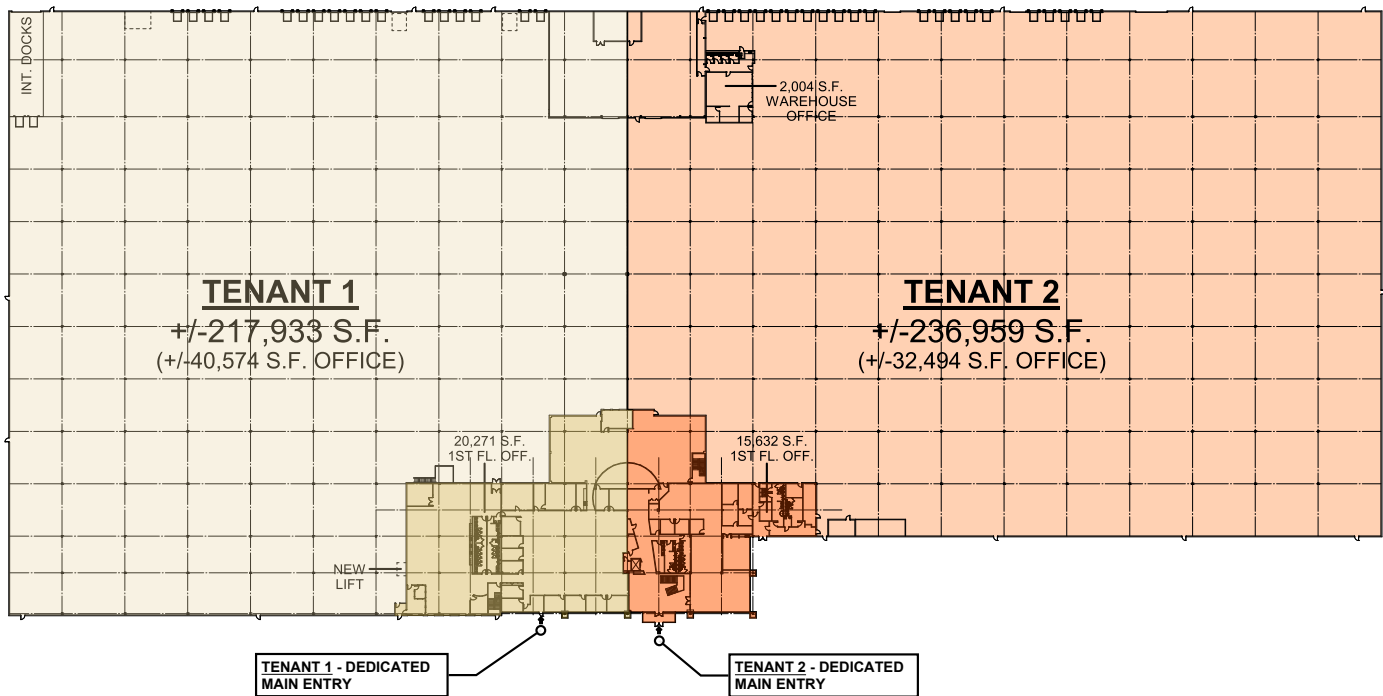 INT. DOCKS
2,004 S.F.
WAREHOUSE
OFFICE
TENANT 1
+/-217,933 S.F.
(+/-40,574 S.F. OFFICE)
TENANT 2
+/-236,959 S.F.
(+/-32,494 S.F. OFFICE)
20,271 S.F.
1ST FL. OFF.
15,632 S.F.
1ST FL. OFF.
NEW
LIFT
TENANT 1 - DEDICATED
MAIN ENTRY
TENANT 2 - DEDICATED
MAIN ENTRY